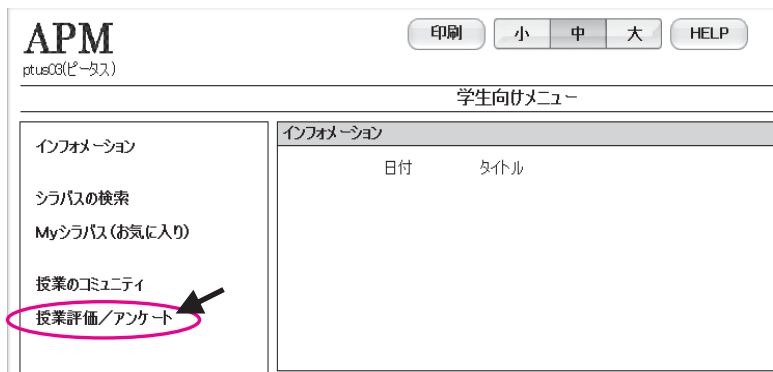 APM
ptus03(ピータス)
印刷 小 中 大 HELP
学生向けメニュー
インフォメーション
シラバスの検索
Myシラバス(お気に入り)
授業のコミュニティ
授業評価/アンケート
インフォメーション
日付 タイトル